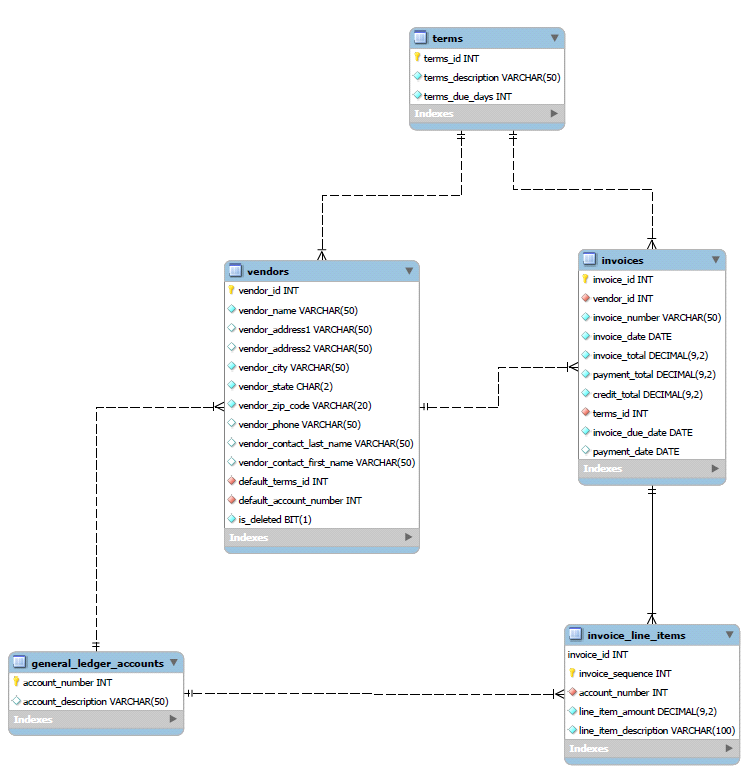 terms
terms_id INT
terms_description VARCHAR(50)
terms_due_days INT
Indexes
vendors
vendor_id INT
vendor_name VARCHAR(50)
vendor_address1 VARCHAR(50)
vendor_address2 VARCHAR(50)
vendor_city VARCHAR(50)
vendor_state CHAR(2)
vendor_zip_code VARCHAR(20)
vendor_phone VARCHAR(50)
vendor_contact_last_name VARCHAR(50)
vendor_contact_first_name VARCHAR(50)
default_terms_id INT
default_account_number INT
is_deleted BIT(1)
Indexes
invoices
invoice_id INT
vendor_id INT
invoice_number VARCHAR(50)
invoice_date DATE
invoice_total DECIMAL(9,2)
payment_total DECIMAL(9,2)
credit_total DECIMAL(9,2)
terms_id INT
invoice_due_date DATE
payment_date DATE
Indexes
general_ledger_accounts
account_number INT
account_description VARCHAR(50)
Indexes
invoice_line_items
invoice_id INT
invoice_sequence INT
account_number INT
line_item_amount DECIMAL(9,2)
line_item_description VARCHAR(100)
Indexes